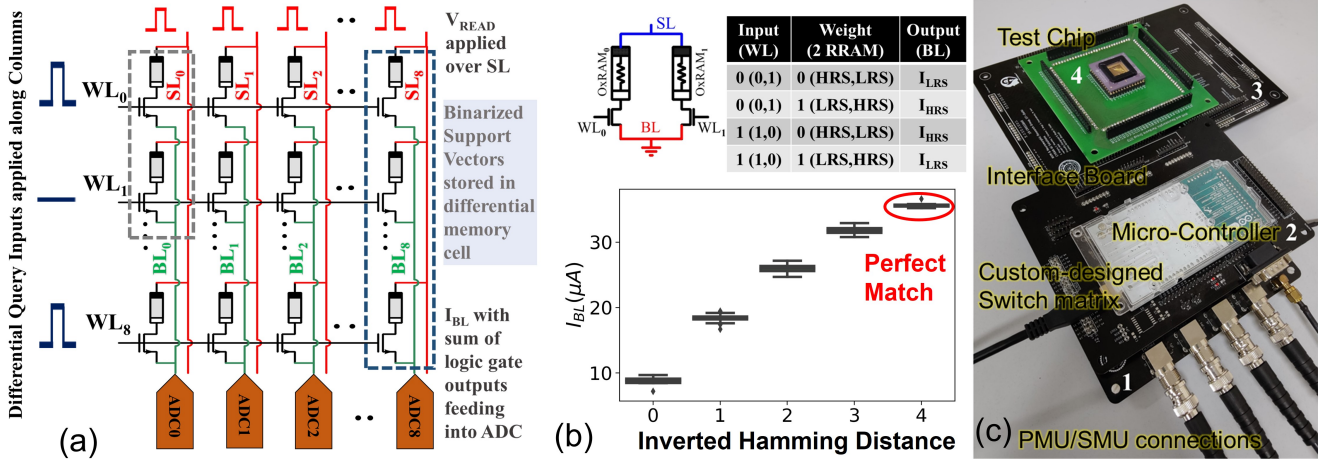 Differential Query Inputs applied along Columns
WL0
WL1
WL8
SL0
SL1
SL2
SL8
BL0
BL1
BL2
BL8
ADC0
ADC1
ADC2
ADC8
(a)
VREAD
applied
over SL
Binarized
Support
Vectors
stored in
differential
memory
cell
IBL with
sum of
logic gate
outputs
feeding
into ADC
SL
OxRAM0
OxRAM1
WL0
WL1
BL
Input (WL) Weight (2 RRAM) Output (BL)
0 (0,1) 0 (HRS,LRS) ILRS
0 (0,1) 1 (LRS,HRS) IHRS
1 (1,0) 0 (HRS,LRS) IHRS
1 (1,0) 1 (LRS,HRS) ILRS
IBL(μA)
30
20
10
0 1 2 3 4
Perfect
Match
Inverted Hamming Distance
(b)
Test Chip
4
3
Interface Board
Micro-Controller
2
Custom-designed
Switch matrix
1
PMU/SMU connections
(c)